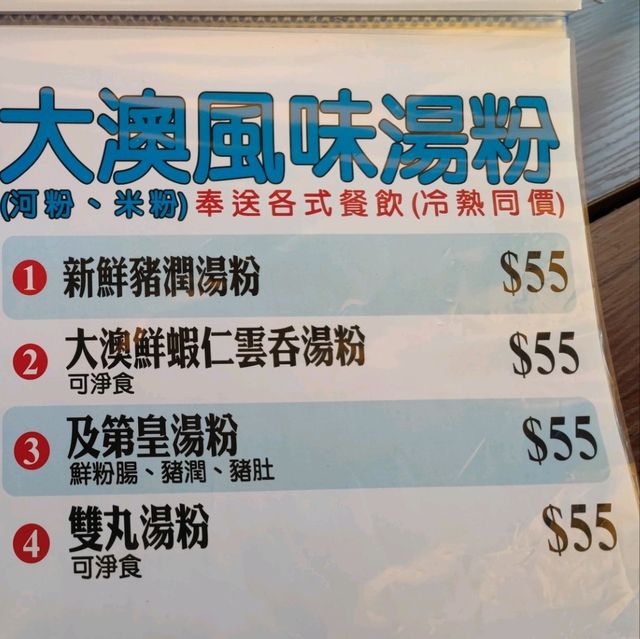 大澳風味湯粉
(河粉、米粉)奉送各式餐飲(冷熱同價)
1 新鮮豬潤湯粉 $55
2 大澳鮮蝦仁雲呑湯粉 $55
可淨食
3 及第皇湯粉 $55
鮮粉腸、豬潤、豬肚
4 雙丸湯粉 $55
可淨食